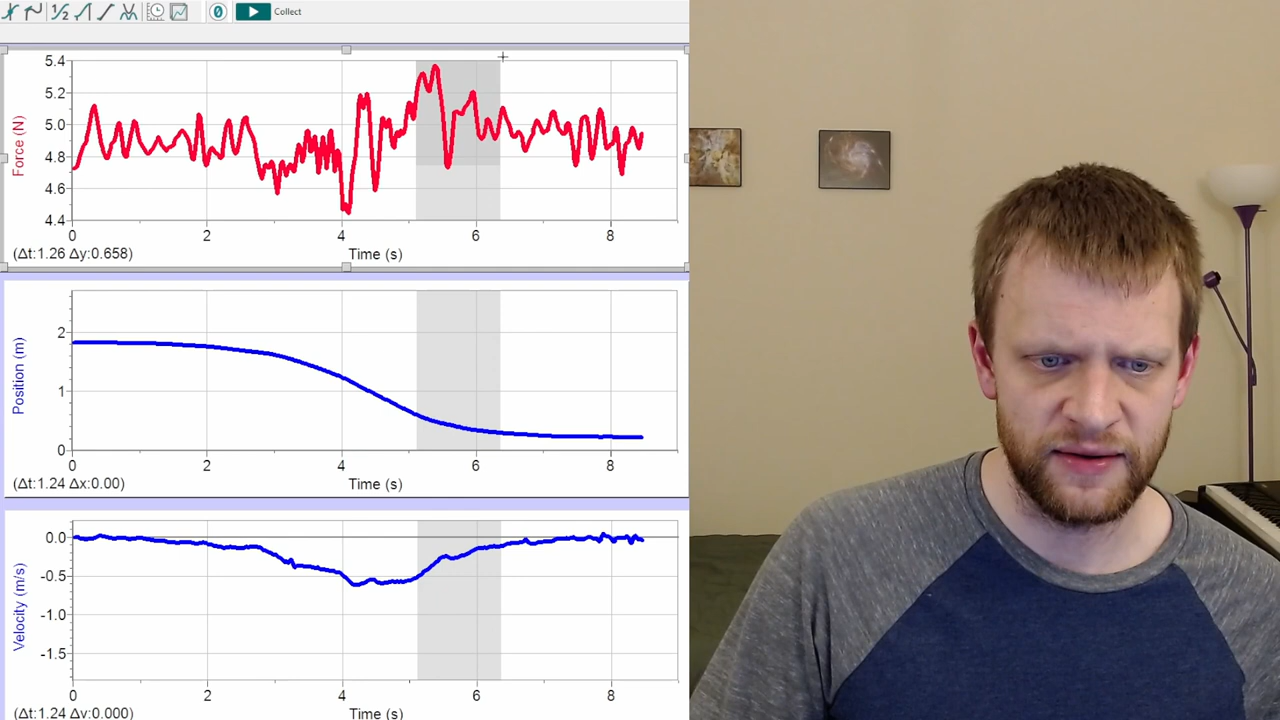 ½ 0 Collect
5.4
5.2
5.0
4.8
4.6
4.4
Force (N)
0 2 4 6 8
(Δt:1.26 Δy:0.658) Time (s)
2
1
0
Position (m)
0 2 4 6 8
(Δt:1.24 Δx:0.00) Time (s)
0.0
-0.5
-1.0
-1.5
Velocity (m/s)
0 2 4 6 8
(Δt:1.24 Δv:0.000) Time (s)